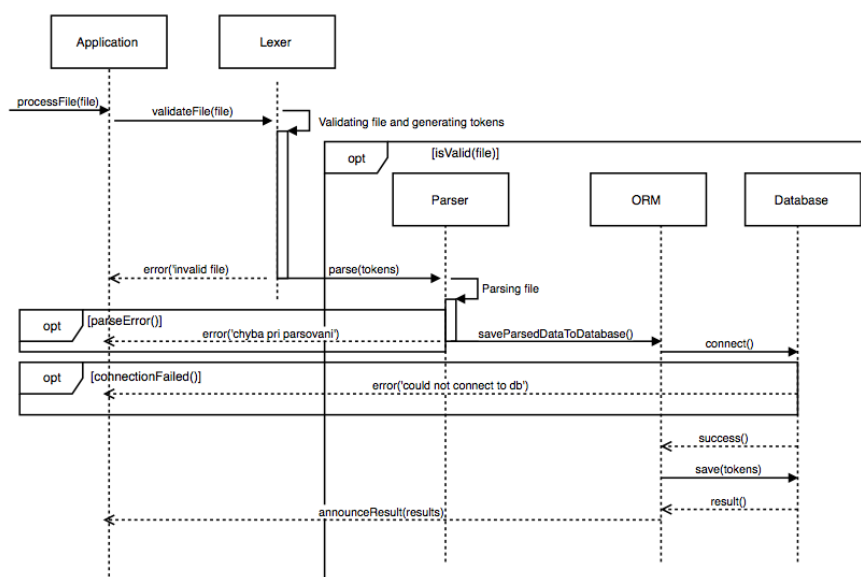 Application
Lexer
processFile(file)
validateFile(file)
Validating file and generating tokens
opt
[isValid(file)]
Parser
ORM
Database
error('invalid file)
parse(tokens)
Parsing file
opt
[parseError()]
error('chyba pri parsovani')
saveParsedDataToDatabase()
connect()
opt
[connectionFailed()]
error('could not connect to db')
success()
save(tokens)
result()
announceResult(results)